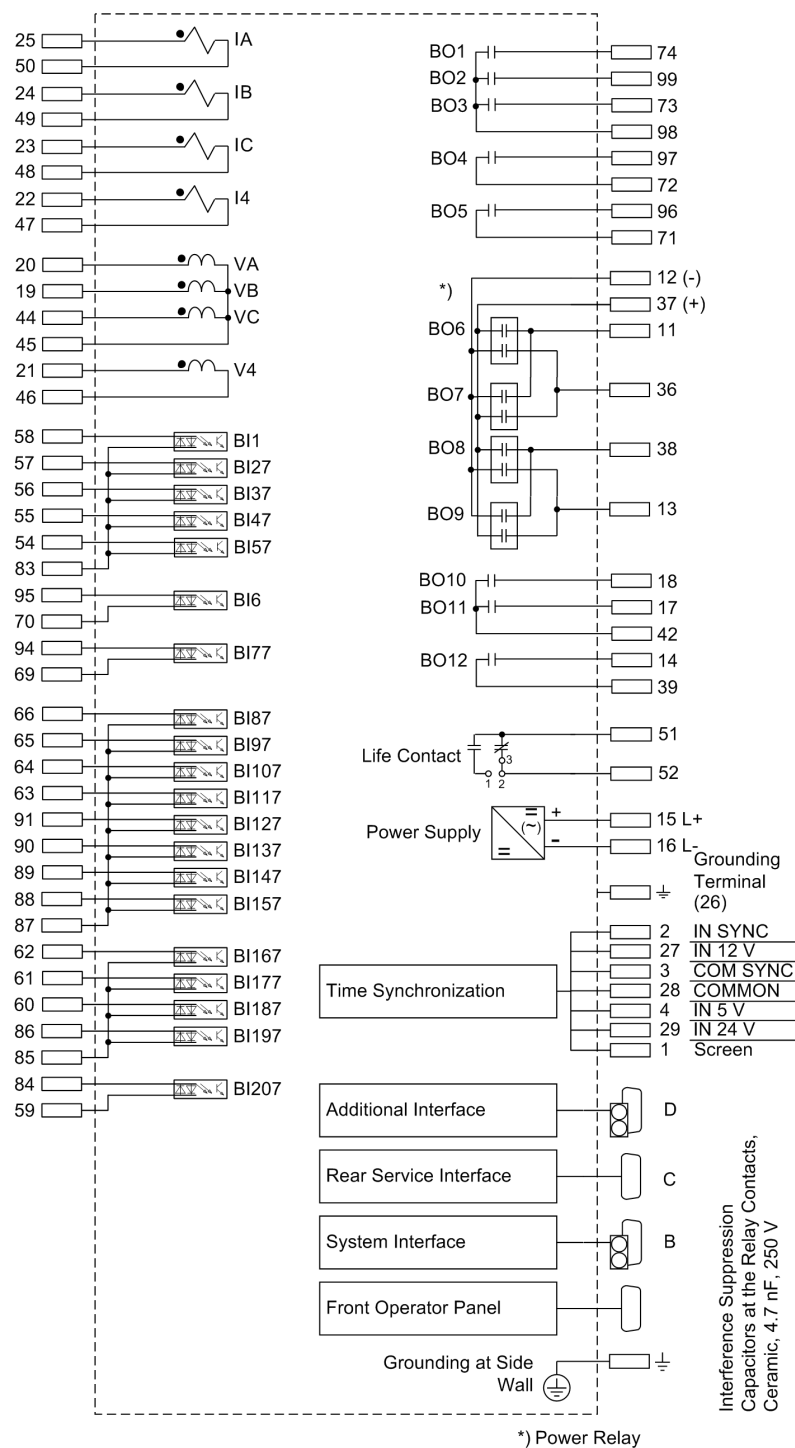 25 IA
50
24 IB
49
23 IC
48
22 I4
47
20 VA
19 VB
44 VC
45
21 V4
46
58 BI1
57 BI27
56 BI37
55 BI47
54 BI57
83
95 BI6
70
94 BI77
69
66 BI87
65 BI97
64 BI107
63 BI117
91 BI127
90 BI137
89 BI147
88 BI157
87
62 BI167
61 BI177
60 BI187
86 BI197
85
84 BI207
59
BO1 74
BO2 99
BO3 73
98
BO4 97
72
BO5 96
71
12 (-)
*)
37 (+)
BO6 11
BO7 36
BO8 38
BO9 13
BO10 18
BO11 17
42
BO12 14
39
51
Life Contact 3
1 2 52
Power Supply = (~) = + - 15 L+
16 L-
Grounding
Terminal
(26)
2 IN SYNC
27 IN 12 V
3 COM SYNC
Time Synchronization 28 COMMON
4 IN 5 V
29 IN 24 V
1 Screen
Additional Interface D
Rear Service Interface C
System Interface B
Front Operator Panel
Grounding at Side
Wall
Interference Suppression
Capacitors at the Relay Contacts,
Ceramic, 4.7 nF, 250 V
*) Power Relay